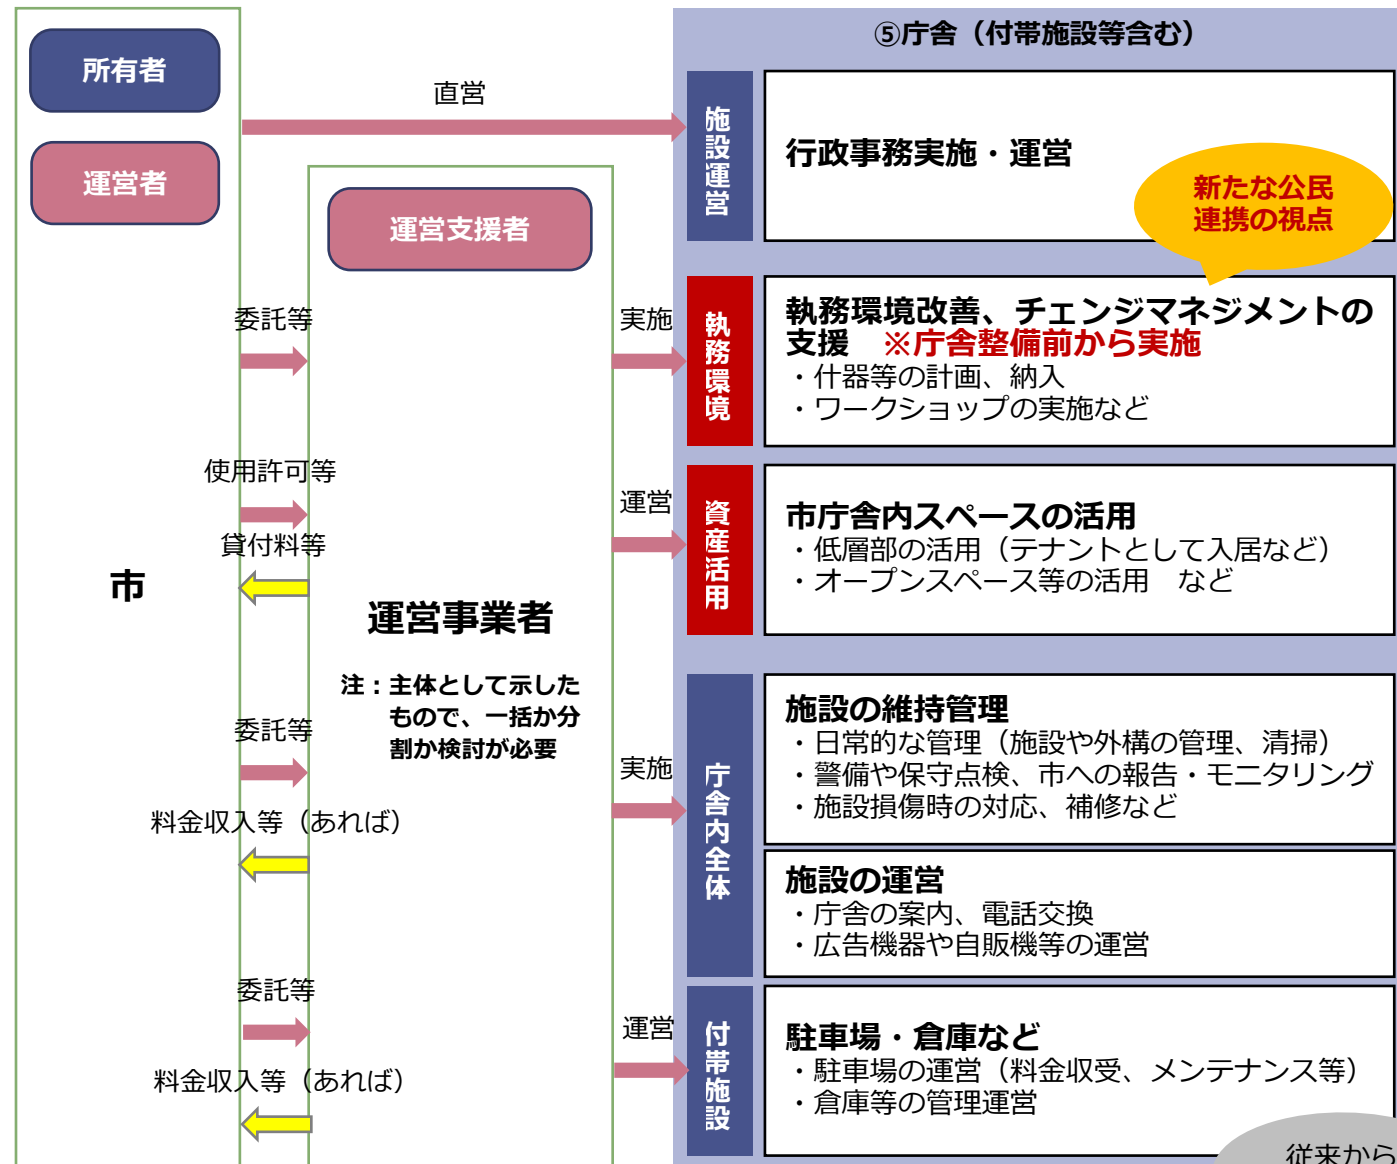 ⑤庁舎（付帯施設等含む）
所有者
運営者
市
直営
運営支援者
運営事業者
注：主体として示した
もので、一括か分
割か検討が必要
施設運営
行政事務実施・運営
新たな公民
連携の視点
委託等
実施
執務環境
執務環境改善、チェンジマネジメントの
支援　※庁舎整備前から実施
・什器等の計画、納入
・ワークショップの実施など
使用許可等
貸付料等
運営
資産活用
市庁舎内スペースの活用
・低層部の活用（テナントとして入居など）
・オープンスペース等の活用　など
委託等
料金収入等（あれば）
実施
庁舎内全体
施設の維持管理
・日常的な管理（施設や外構の管理、清掃）
・警備や保守点検、市への報告・モニタリング
・施設損傷時の対応、補修など
施設の運営
・庁舎の案内、電話交換
・広告機器や自販機等の運営
委託等
料金収入等（あれば）
運営
付帯施設
駐車場・倉庫など
・駐車場の運営（料金収受、メンテナンス等）
・倉庫等の管理運営
従来から